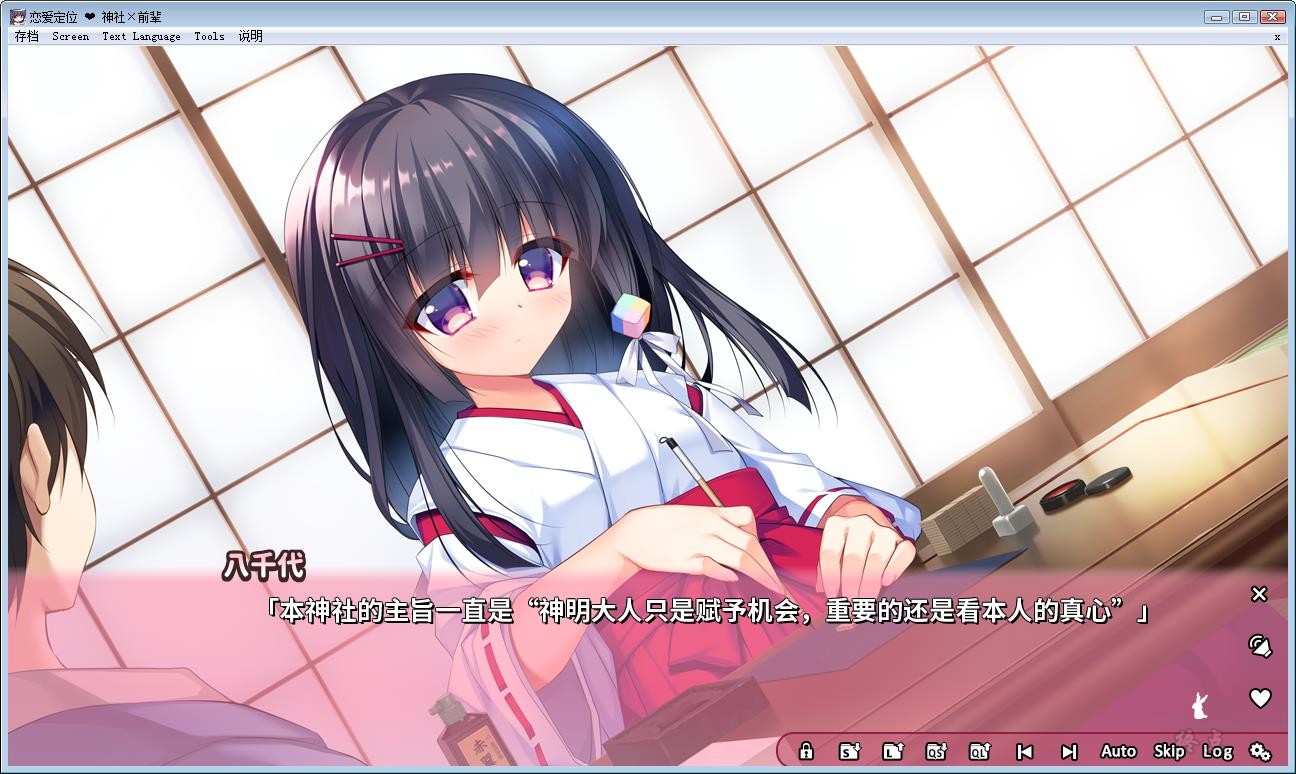 恋爱定位 ❤ 神社×前辈
存档 Screen Text Language Tools 说明 x
八千代
「本神社的主旨一直是“神明大人只是赋予机会，重要的还是看本人的真心”」
S L QS QL Auto Skip Log